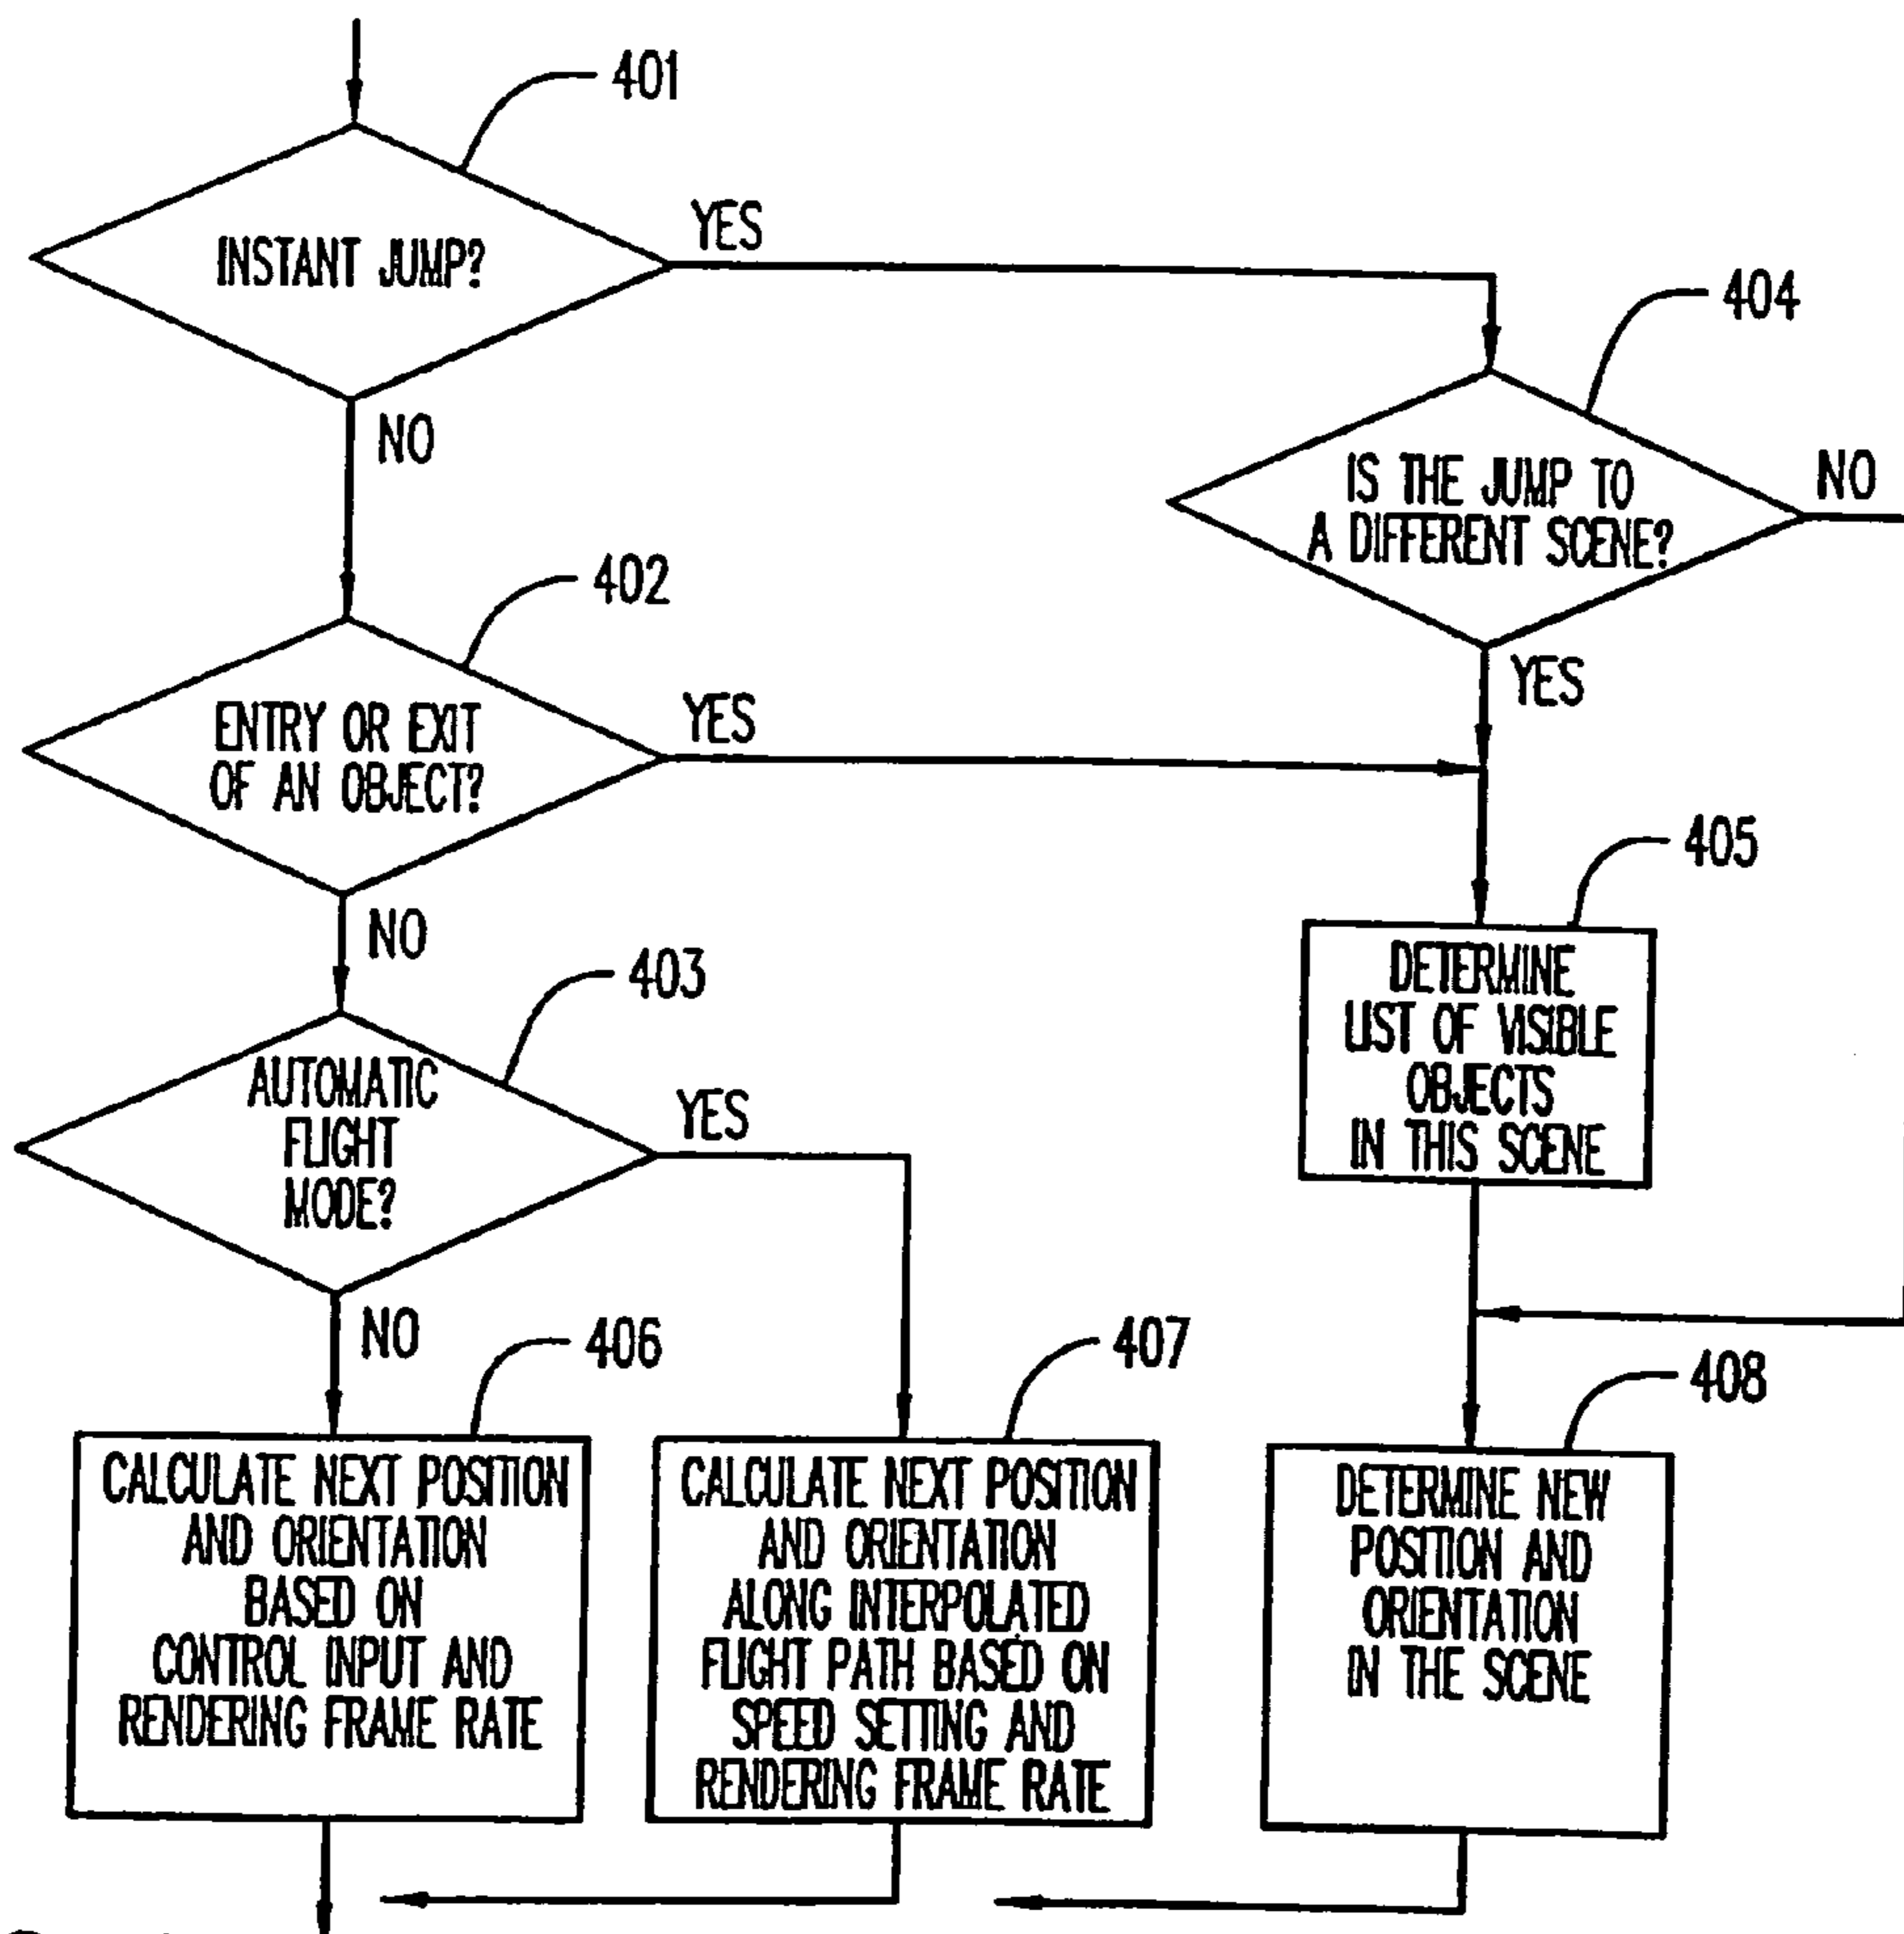 401
INSTANT JUMP?
YES
NO
404
IS THE JUMP TO
A DIFFERENT SCENE?
NO
YES
402
ENTRY OR EXIT
OF AN OBJECT?
YES
NO
405
DETERMINE
LIST OF VISIBLE
OBJECTS
IN THIS SCENE
403
AUTOMATIC
FLIGHT
MODE?
YES
NO
406
CALCULATE NEXT POSITION
AND ORIENTATION
BASED ON
CONTROL INPUT AND
RENDERING FRAME RATE
407
CALCULATE NEXT POSITION
AND ORIENTATION
ALONG INTERPOLATED
FLIGHT PATH BASED ON
SPEED SETTING AND
RENDERING FRAME RATE
408
DETERMINE NEW
POSITION AND
ORIENTATION
IN THE SCENE